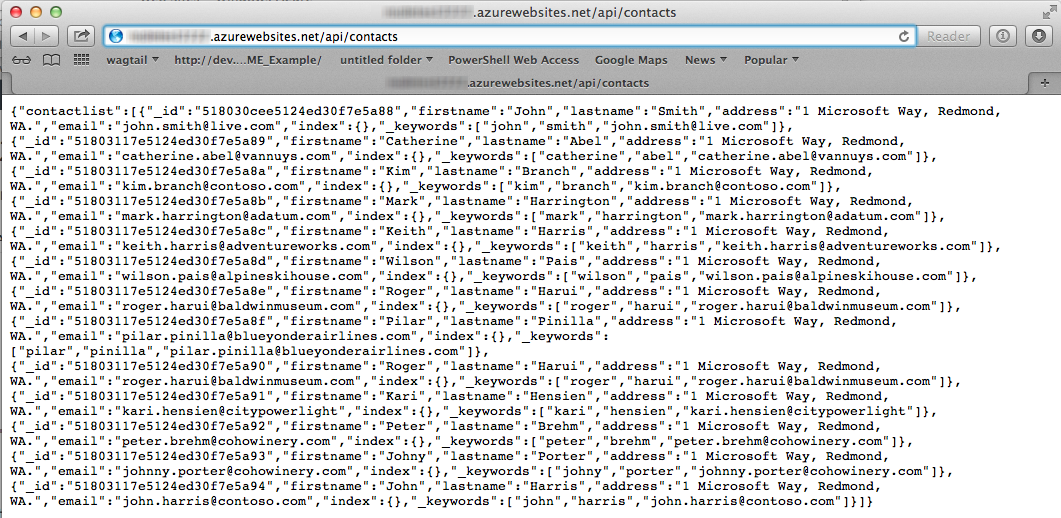 .azurewebsites.net/api/contacts
.azurewebsites.net/api/contacts
Reader
wagtail
http://dev....ME_Example/
untitled folder
PowerShell Web Access
Google Maps
News
Popular
.azurewebsites.net/api/contacts
{"contactlist":[{"_id":"518030cee5124ed30f7e5a88","firstname":"John","lastname":"Smith","address":"1 Microsoft Way, Redmond,
WA.","email":"john.smith@live.com","index":{},"_keywords":["john","smith","john.smith@live.com"]},
{"_id":"51803117e5124ed30f7e5a89","firstname":"Catherine","lastname":"Abel","address":"1 Microsoft Way, Redmond,
WA.","email":"catherine.abel@vannuys.com","index":{},"_keywords":["catherine","abel","catherine.abel@vannuys.com"]},
{"_id":"51803117e5124ed30f7e5a8a","firstname":"Kim","lastname":"Branch","address":"1 Microsoft Way, Redmond,
WA.","email":"kim.branch@contoso.com","index":{},"_keywords":["kim","branch","kim.branch@contoso.com"]},
{"_id":"51803117e5124ed30f7e5a8b","firstname":"Mark","lastname":"Harrington","address":"1 Microsoft Way, Redmond,
WA.","email":"mark.harrington@adatum.com","index":{},"_keywords":["mark","harrington","mark.harrington@adatum.com"]},
{"_id":"51803117e5124ed30f7e5a8c","firstname":"Keith","lastname":"Harris","address":"1 Microsoft Way, Redmond,
WA.","email":"keith.harris@adventureworks.com","index":{},"_keywords":["keith","harris","keith.harris@adventureworks.com"]},
{"_id":"51803117e5124ed30f7e5a8d","firstname":"Wilson","lastname":"Pais","address":"1 Microsoft Way, Redmond,
WA.","email":"wilson.pais@alpineskihouse.com","index":{},"_keywords":["wilson","pais","wilson.pais@alpineskihouse.com"]},
{"_id":"51803117e5124ed30f7e5a8e","firstname":"Roger","lastname":"Harui","address":"1 Microsoft Way, Redmond,
WA.","email":"roger.harui@baldwinmuseum.com","index":{},"_keywords":["roger","harui","roger.harui@baldwinmuseum.com"]},
{"_id":"51803117e5124ed30f7e5a8f","firstname":"Pilar","lastname":"Pinilla","address":"1 Microsoft Way, Redmond,
WA.","email":"pilar.pinilla@blueyonderairlines.com","index":{},"_keywords":
["pilar","pinilla","pilar.pinilla@blueyonderairlines.com"]},
{"_id":"51803117e5124ed30f7e5a90","firstname":"Roger","lastname":"Harui","address":"1 Microsoft Way, Redmond,
WA.","email":"roger.harui@baldwinmuseum.com","index":{},"_keywords":["roger","harui","roger.harui@baldwinmuseum.com"]},
{"_id":"51803117e5124ed30f7e5a91","firstname":"Kari","lastname":"Hensien","address":"1 Microsoft Way, Redmond,
WA.","email":"kari.hensien@citypowerlight","index":{},"_keywords":["kari","hensien","kari.hensien@citypowerlight"]},
{"_id":"51803117e5124ed30f7e5a92","firstname":"Peter","lastname":"Brehm","address":"1 Microsoft Way, Redmond,
WA.","email":"peter.brehm@cohowinery.com","index":{},"_keywords":["peter","brehm","peter.brehm@cohowinery.com"]},
{"_id":"51803117e5124ed30f7e5a93","firstname":"Johny","lastname":"Porter","address":"1 Microsoft Way, Redmond,
WA.","email":"johnny.porter@cohowinery.com","index":{},"_keywords":["johny","porter","johnny.porter@cohowinery.com"]},
{"_id":"51803117e5124ed30f7e5a94","firstname":"John","lastname":"Harris","address":"1 Microsoft Way, Redmond,
WA.","email":"john.harris@contoso.com","index":{},"_keywords":["john","harris","john.harris@contoso.com"]}]}